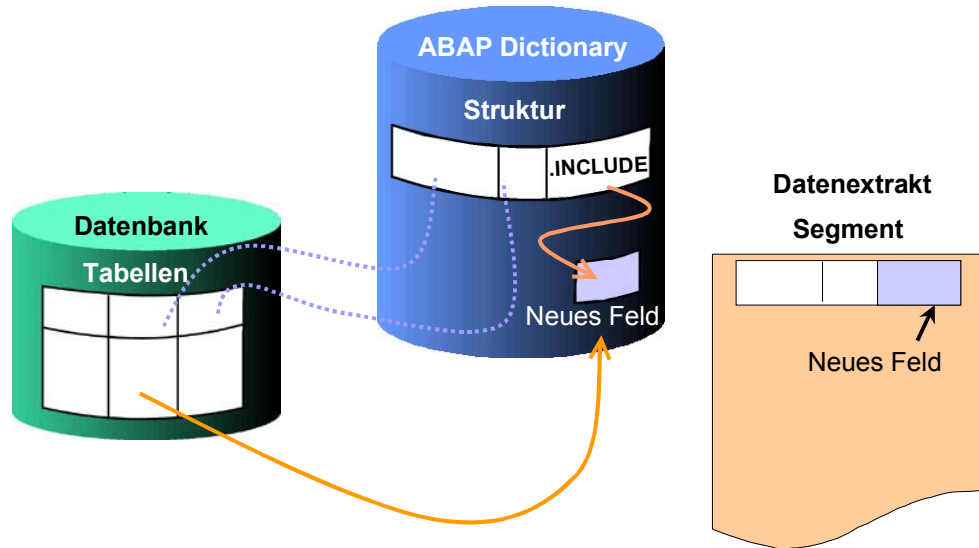 ABAP Dictionary
Struktur
.INCLUDE
Neues Feld
Datenbank
Tabellen
Datenextrakt
Segment
Neues Feld